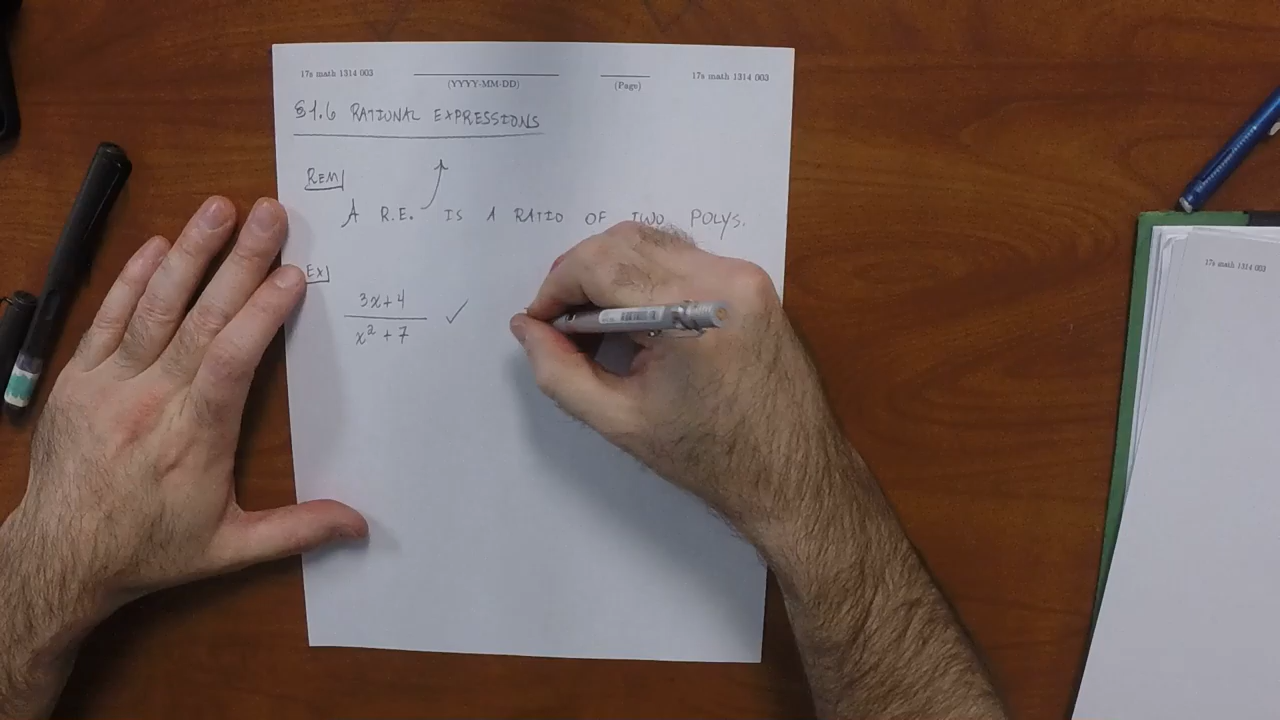 17s math 1314 003 (YYYY-MM-DD) (Page) 17s math 1314 003
§1.6 RATIONAL EXPRESSIONS
REM
A R.E. IS A RATIO OF TWO POLYS.
EX
3x+4
x² + 7 ✓
17s math 1314 003